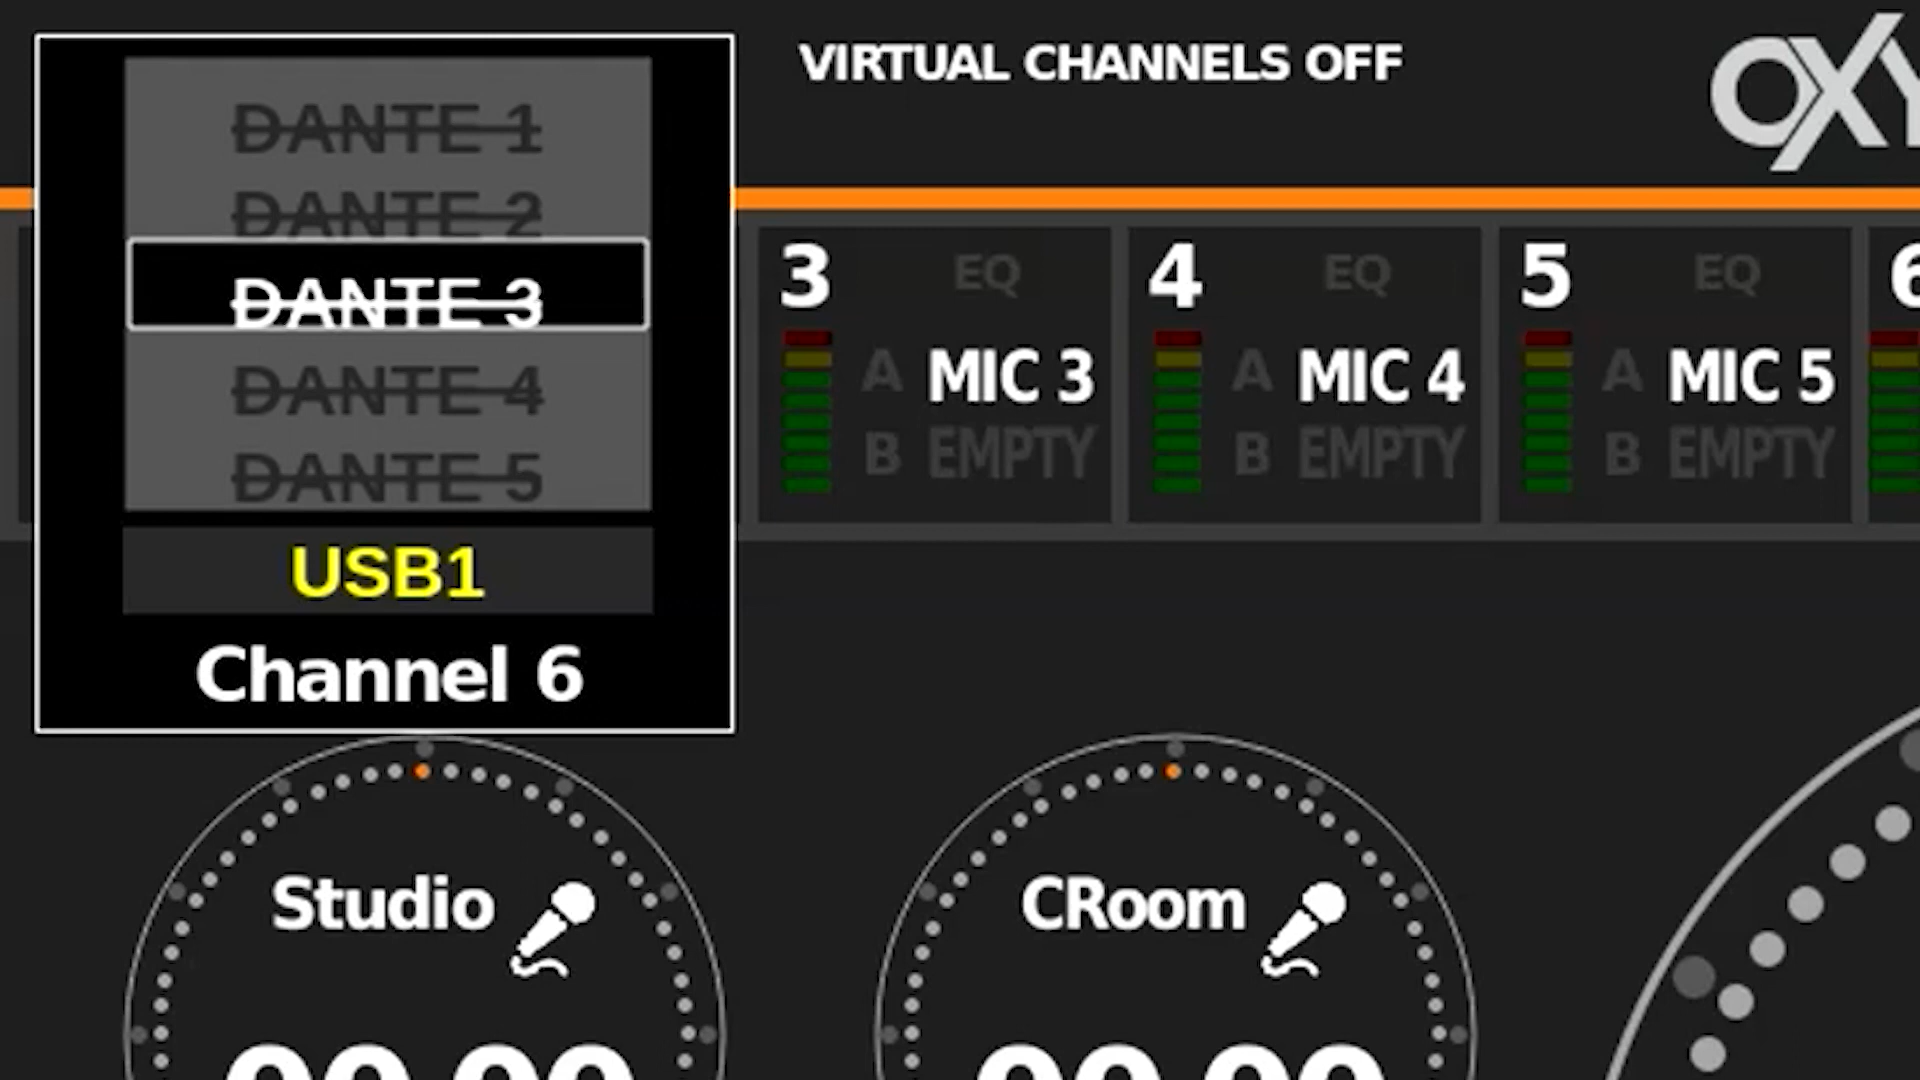 DANTE 1
DANTE 2
DANTE 3
DANTE 4
DANTE 5
USB1
Channel 6
VIRTUAL CHANNELS OFF
OXY
3 EQ
A MIC 3
B EMPTY
4 EQ
A MIC 4
B EMPTY
5 EQ
A MIC 5
B EMPTY
6
Studio
CRoom